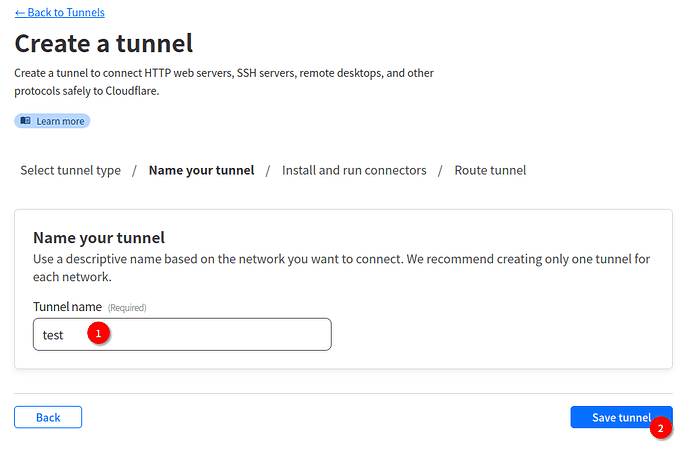 ← Back to Tunnels
Create a tunnel
Create a tunnel to connect HTTP web servers, SSH servers, remote desktops, and other
protocols safely to Cloudflare.
Learn more
Select tunnel type / Name your tunnel / Install and run connectors / Route tunnel
Name your tunnel
Use a descriptive name based on the network you want to connect. We recommend creating only one tunnel for
each network.
Tunnel name (Required)
test 1
Back
Save tunnel
2